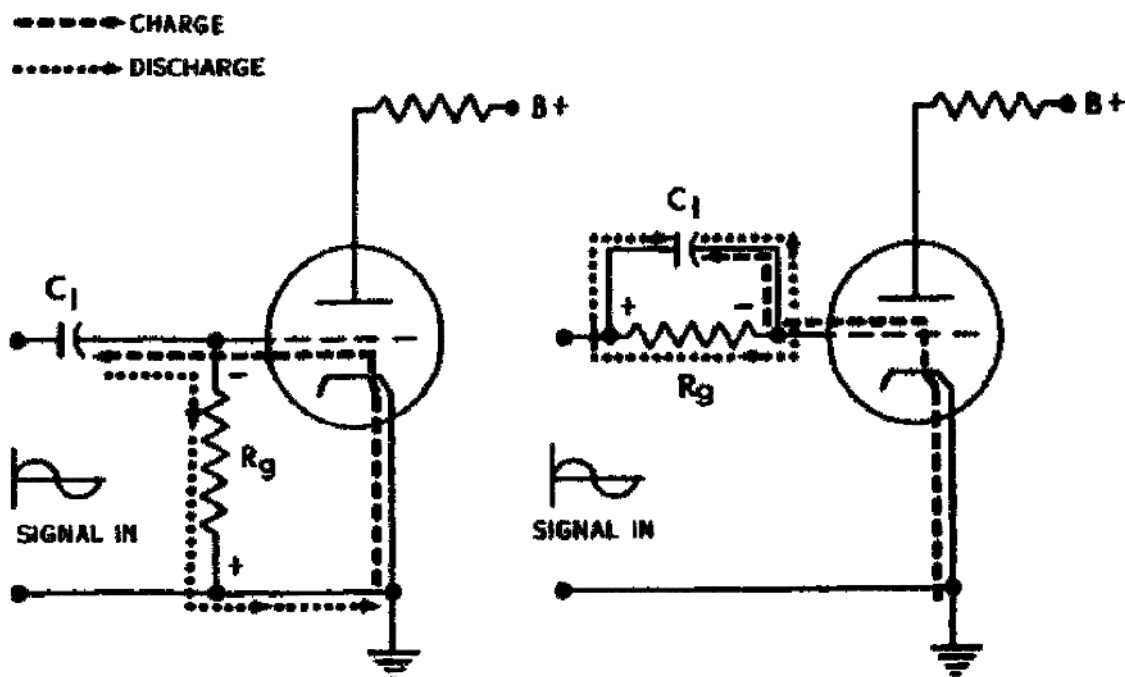 CHARGE
DISCHARGE
B+
C1
-
Rg
+
SIGNAL IN
B+
C1
+
-
Rg
SIGNAL IN